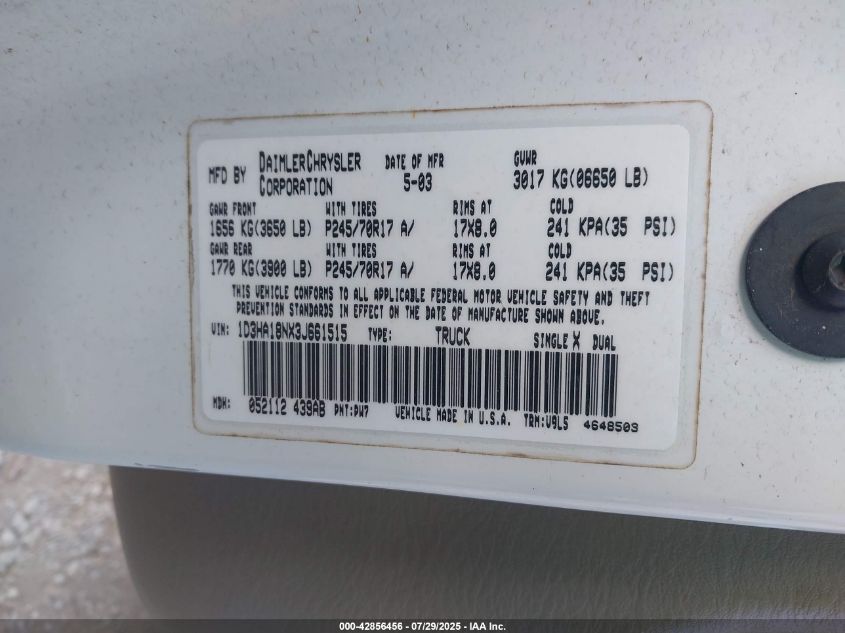 MFD BY DAIMLERCHRYSLER CORPORATION DATE OF MFR 5-03 GVWR 3017 KG(06650 LB)
GAWR FRONT WITH TIRES RIMS AT COLD
1656 KG(3650 LB) P245/70R17 A/ 17X8.0 241 KPA(35 PSI)
GAWR REAR WITH TIRES RIMS AT COLD
1770 KG(3900 LB) P245/70R17 A/ 17X8.0 241 KPA(35 PSI)
THIS VEHICLE CONFORMS TO ALL APPLICABLE FEDERAL MOTOR VEHICLE SAFETY AND THEFT
PREVENTION STANDARDS IN EFFECT ON THE DATE OF MANUFACTURE SHOWN ABOVE.
VIN: 1D3HA18NX3J661515 TYPE: TRUCK SINGLE X DUAL
MDH: 052112 439AB PNT:PW7 VEHICLE MADE IN U.S.A. TRM:V9L5 4648503
000-42856456 - 07/29/2025 - IAA Inc.